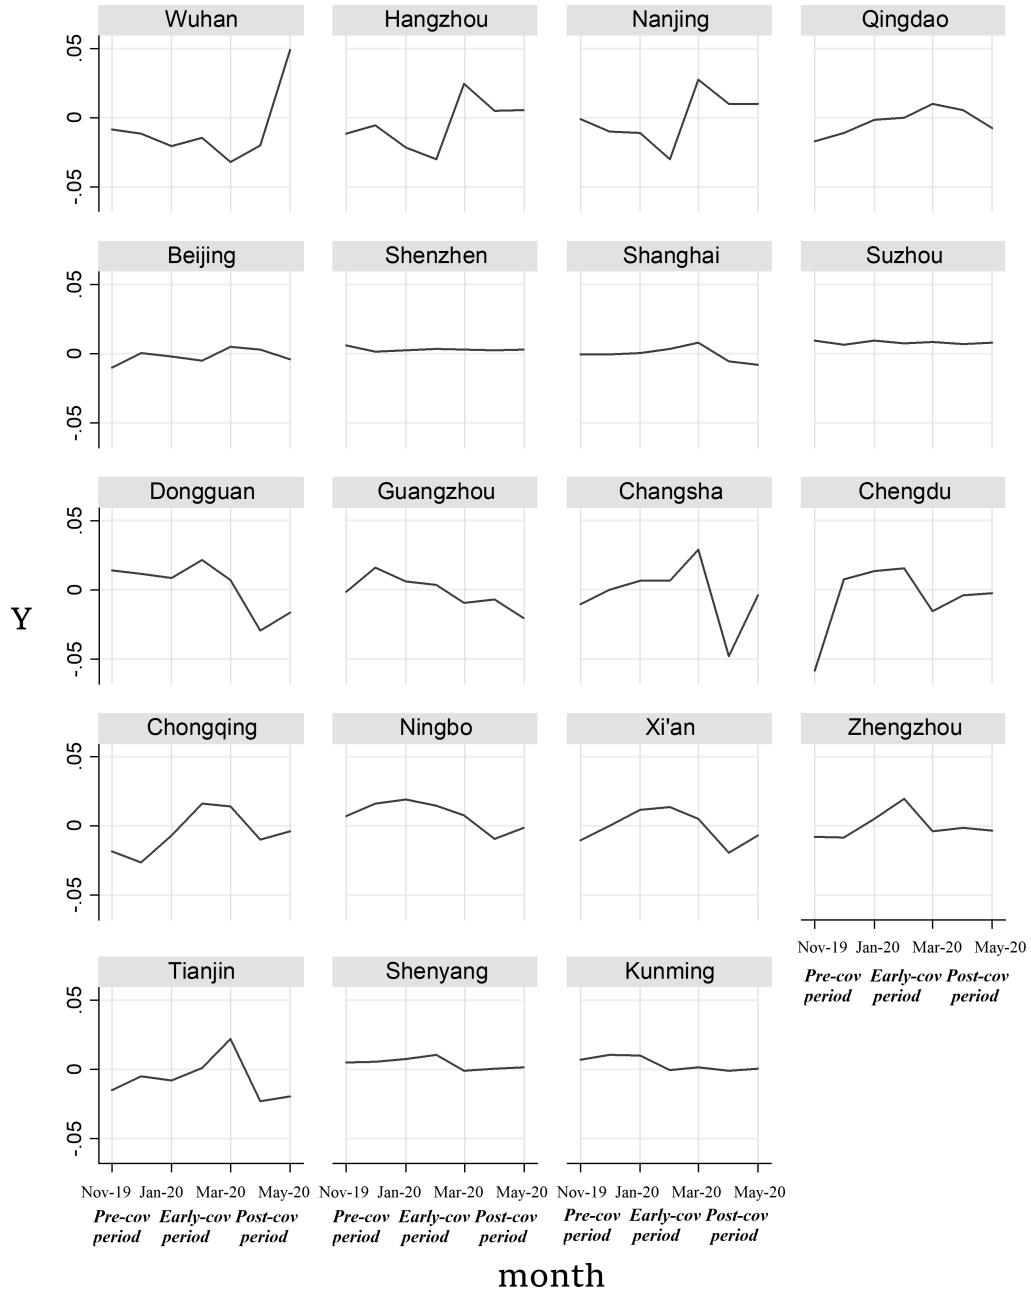 Wuhan Hangzhou Nanjing Qingdao
.05
0
-.05
Beijing Shenzhen Shanghai Suzhou
.05
0
-.05
Dongguan Guangzhou Changsha Chengdu
.05
0
-.05
Y
Chongqing Ningbo Xi'an Zhengzhou
.05
0
-.05
Nov-19 Jan-20 Mar-20 May-20
Pre-cov Early-cov Post-cov
period period period
Tianjin Shenyang Kunming
.05
0
-.05
Nov-19 Jan-20 Mar-20 May-20 Nov-19 Jan-20 Mar-20 May-20 Nov-19 Jan-20 Mar-20 May-20
Pre-cov Early-cov Post-cov Pre-cov Early-cov Post-cov Pre-cov Early-cov Post-cov
period period period period period period period period period
month